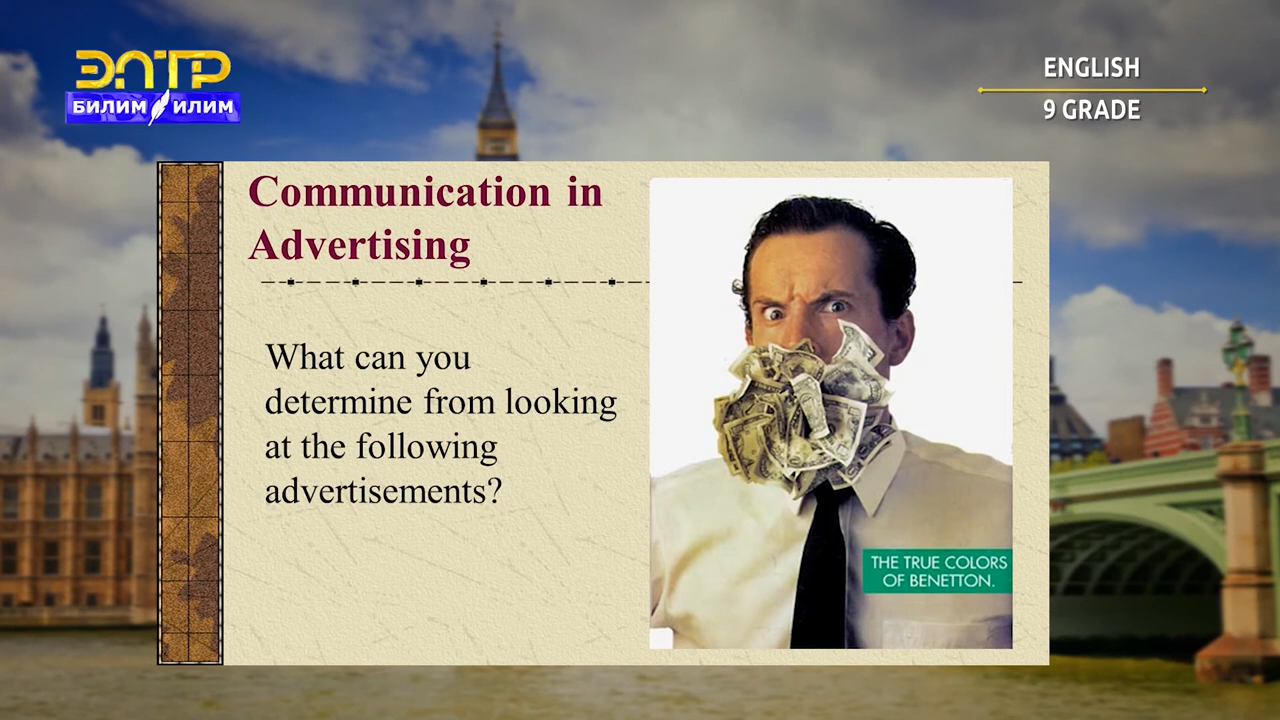 ЭЛТР
БИЛИМ ИЛИМ
ENGLISH
9 GRADE
Communication in
Advertising
What can you
determine from looking
at the following
advertisements?
THE TRUE COLORS
OF BENETTON.